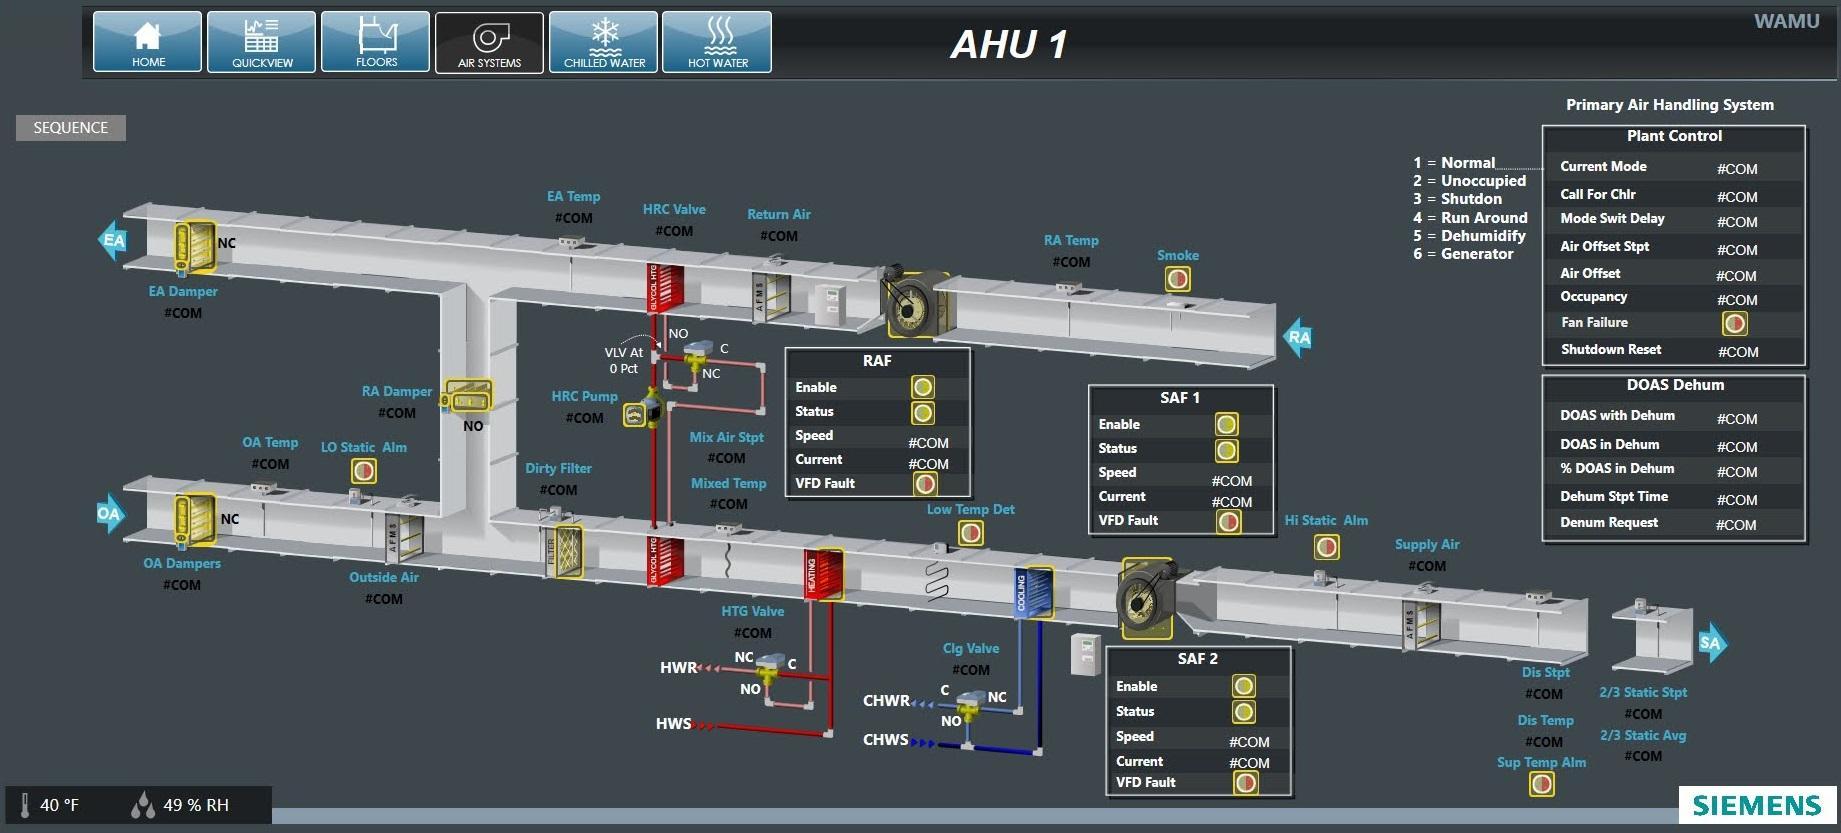 WAMU
HOME
QUICKVIEW
FLOORS
AIR SYSTEMS
CHILLED WATER
HOT WATER
AHU 1
SEQUENCE
Primary Air Handling System
Plant Control
1 = Normal
2 = Unoccupied
3 = Shutdon
4 = Run Around
5 = Dehumidify
6 = Generator
Current Mode #COM
Call For Chlr #COM
Mode Swit Delay #COM
Air Offset Stpt #COM
Air Offset #COM
Occupancy #COM
Fan Failure
Shutdown Reset #COM
DOAS Dehum
DOAS with Dehum #COM
DOAS in Dehum #COM
% DOAS in Dehum #COM
Dehum Stpt Time #COM
Denum Request #COM
EA
NC
EA Damper
#COM
EA Temp
#COM
HRC Valve
#COM
Return Air
#COM
GLYCOL HTG
AFMS
RA Temp
#COM
Smoke
RA
VLV At
0 Pct
NO
C
NC
HRC Pump
#COM
RA Damper
#COM
NO
RAF
Enable
Status
Speed #COM
Current #COM
VFD Fault
SAF 1
Enable
Status
Speed #COM
Current #COM
VFD Fault
OA Temp
#COM
LO Static Alm
OA
NC
OA Dampers
#COM
AFMS
Outside Air
#COM
Dirty Filter
#COM
FILTER
Mix Air Stpt
#COM
Mixed Temp
#COM
GLYCOL HTG
HEATING
Low Temp Det
COOLING
Hi Static Alm
Supply Air
#COM
AFMS
SA
HTG Valve
#COM
NC
C
NO
HWR
HWS
Clg Valve
#COM
C
NC
NO
CHWR
CHWS
SAF 2
Enable
Status
Speed #COM
Current #COM
VFD Fault
Dis Stpt
#COM
Dis Temp
#COM
Sup Temp Alm
2/3 Static Stpt
#COM
2/3 Static Avg
#COM
40 °F
49 % RH
SIEMENS